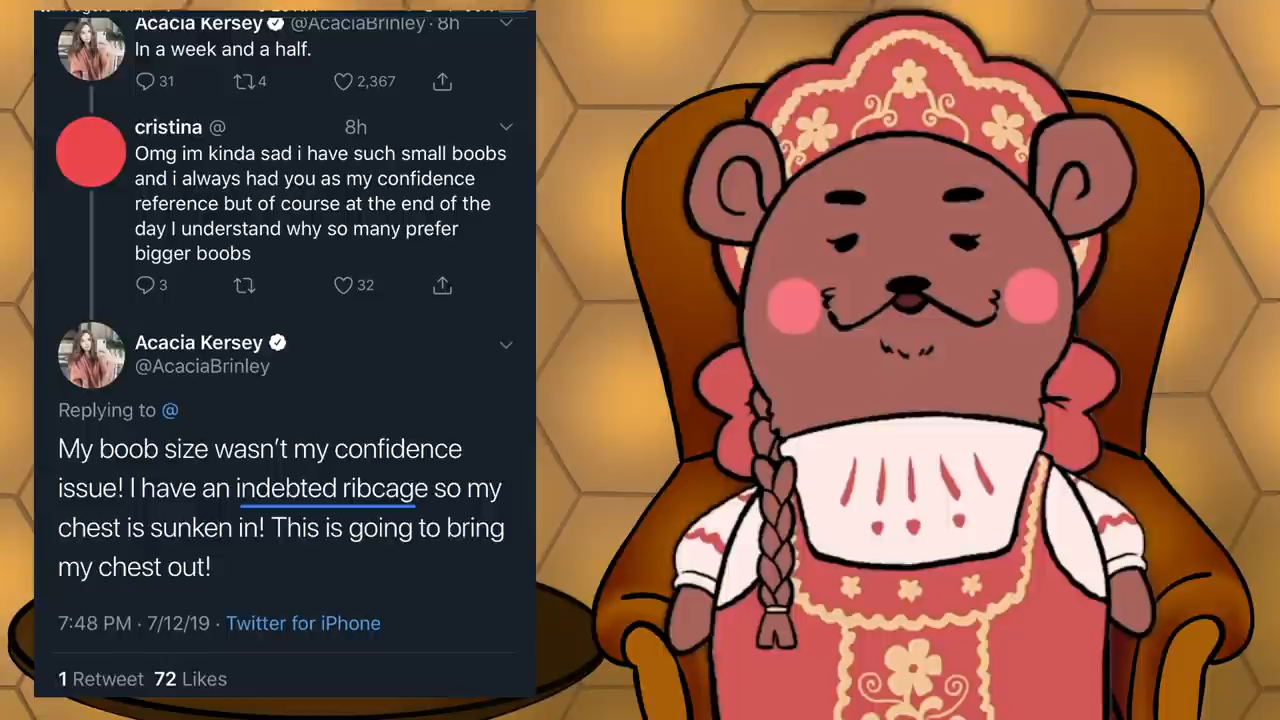 Acacia Kersey @AcaciaBrinley · 8h
In a week and a half.
31 4 2,367
cristina @ 8h
Omg im kinda sad i have such small boobs
and i always had you as my confidence
reference but of course at the end of the
day I understand why so many prefer
bigger boobs
3 32
Acacia Kersey
@AcaciaBrinley
Replying to @
My boob size wasn't my confidence
issue! I have an indebted ribcage so my
chest is sunken in! This is going to bring
my chest out!
7:48 PM · 7/12/19 · Twitter for iPhone
1 Retweet 72 Likes